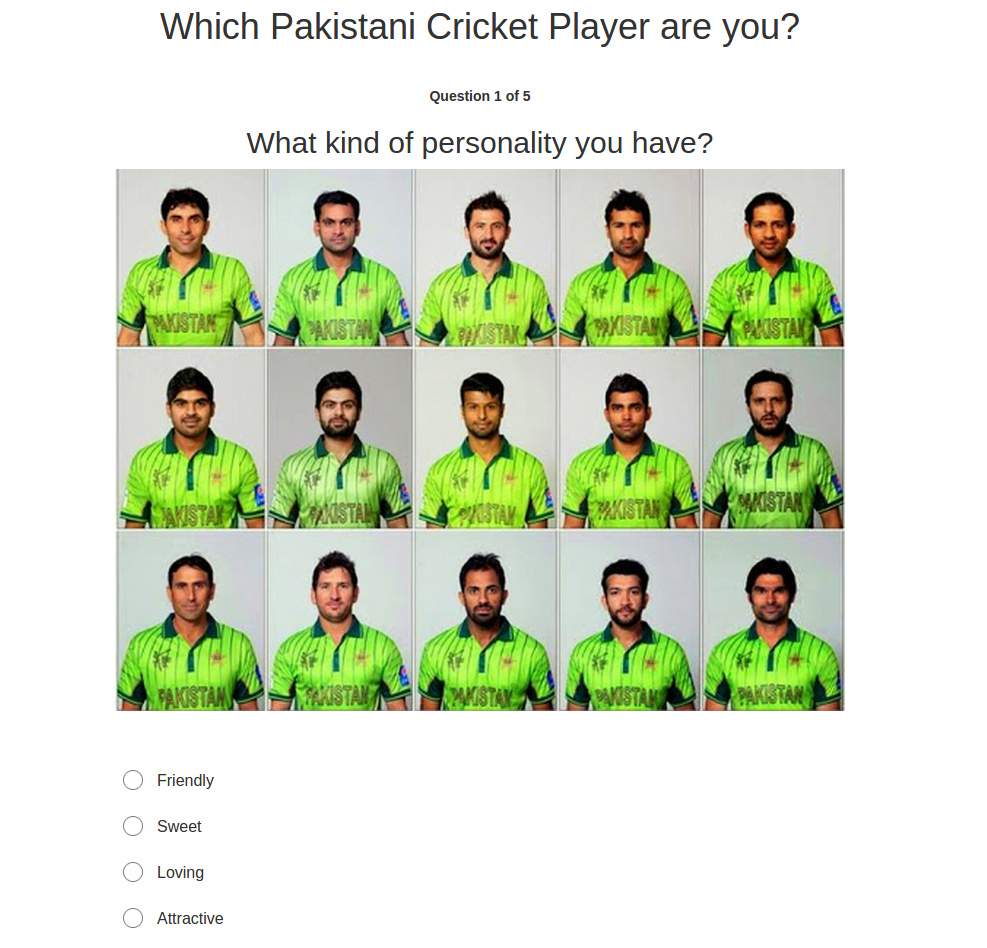 Which Pakistani Cricket Player are you?
Question 1 of 5
What kind of personality you have?
PAKISTAN PAKISTAN PAKISTAN PAKISTAN PAKISTAN
PAKISTAN PAKISTAN PAKISTAN PAKISTAN PAKISTAN
PAKISTAN PAKISTAN PAKISTAN PAKISTAN PAKISTAN
Friendly
Sweet
Loving
Attractive